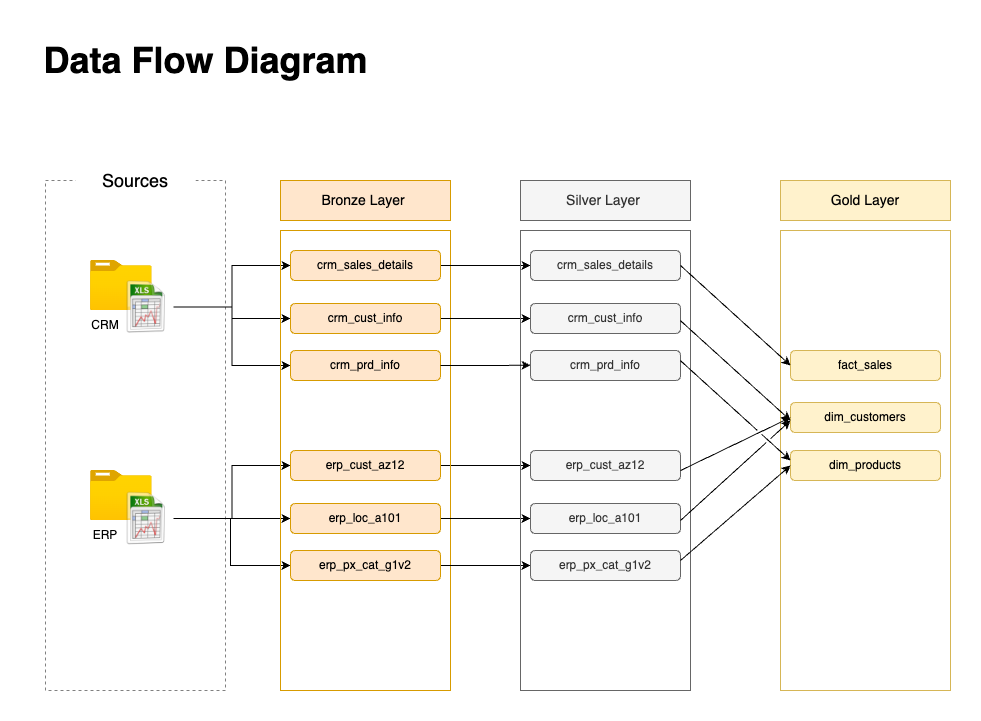 Data Flow Diagram
Sources
Bronze Layer
Silver Layer
Gold Layer
XLS
CRM
XLS
ERP
crm_sales_details
crm_cust_info
crm_prd_info
erp_cust_az12
erp_loc_a101
erp_px_cat_g1v2
crm_sales_details
crm_cust_info
crm_prd_info
erp_cust_az12
erp_loc_a101
erp_px_cat_g1v2
fact_sales
dim_customers
dim_products